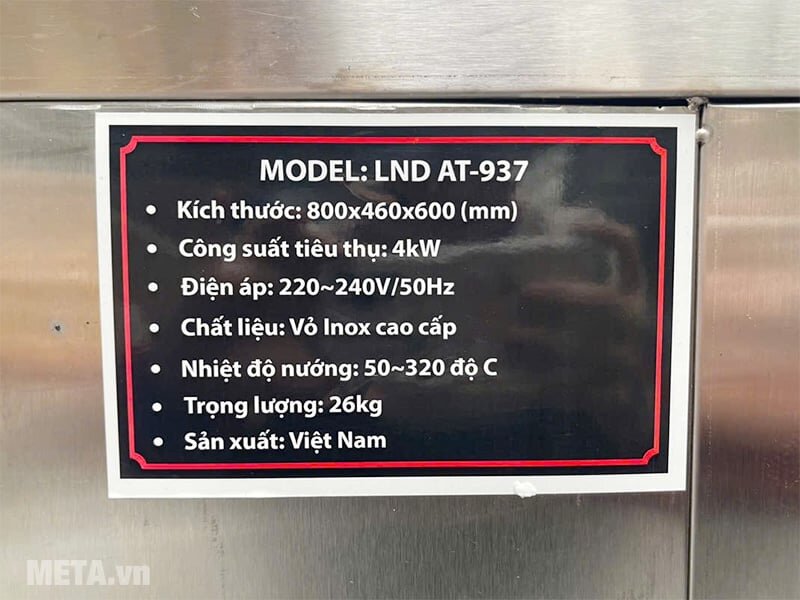 MODEL: LND AT-937
• Kích thước: 800x460x600 (mm)
• Công suất tiêu thụ: 4kW
• Điện áp: 220~240V/50Hz
• Chất liệu: Vỏ Inox cao cấp
• Nhiệt độ nướng: 50~320 độ C
• Trọng lượng: 26kg
• Sản xuất: Việt Nam
META.vn